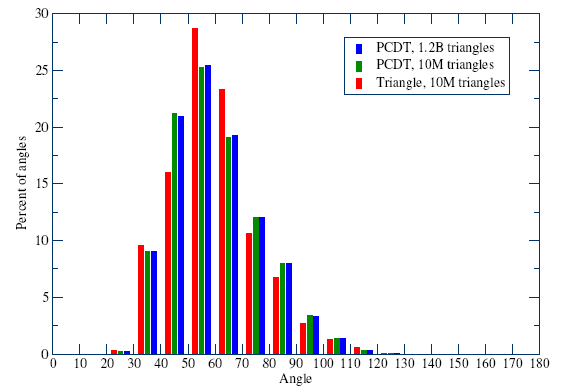 30
25
20
15
10
5
0
Percent of angles
PCDT, 1.2B triangles
PCDT, 10M triangles
Triangle, 10M triangles
0 10 20 30 40 50 60 70 80 90 100 110 120 130 140 150 160 170 180
Angle